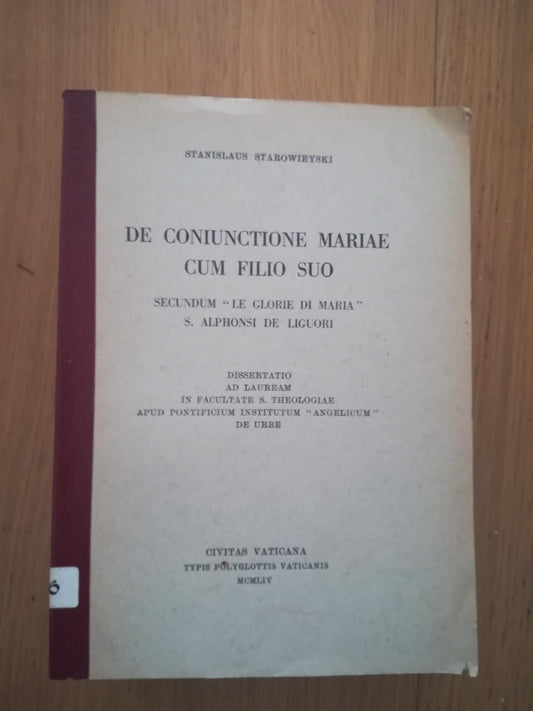 STANISLAUS STAROWIEYSKI
DE CONIUNCTIONE MARIAE
CUM FILIO SUO
SECUNDUM “LE GLORIE DI MARIA”
S. ALPHONSI DE LIGUORI
DISSERTATIO
AD LAUREAM
IN FACULTATE S. THEOLOGIAE
APUD PONTIFICIUM INSTITUTUM “ANGELICUM”
DE URBE
CIVITAS VATICANA
TYPIS POLYGLOTTIS VATICANIS
MCMLIV